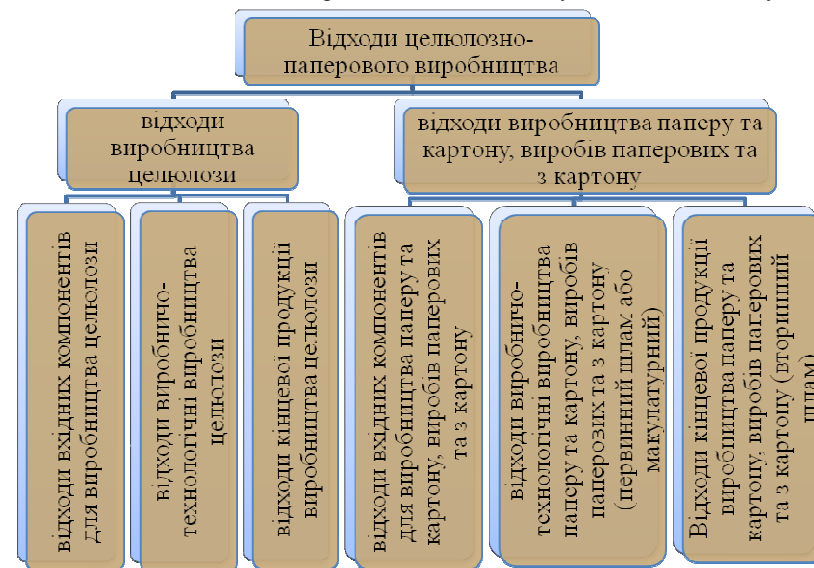 Відходи целюлозно-
паперового виробництва
відходи
виробництва
целюлози
відходи виробництва паперу та
картону, виробів паперових та
з картону
відходи вхідних компонентів
для виробництва целюлози
відходи виробничо-
технологічні виробництва
целюлози
відходи кінцевої продукції
виробництва целюлози
відходи вхідних компонентів
для виробництва паперу та
картону, виробів паперових
та з картону
відходи виробничо-
технологічні виробництва
паперу та картону, виробів
паперових та з картону
(первинний шлам або
макулатурний)
Відходи кінцевої продукції
виробництва паперу та
картону, виробів паперових
та з картону (вторинний
шлам)